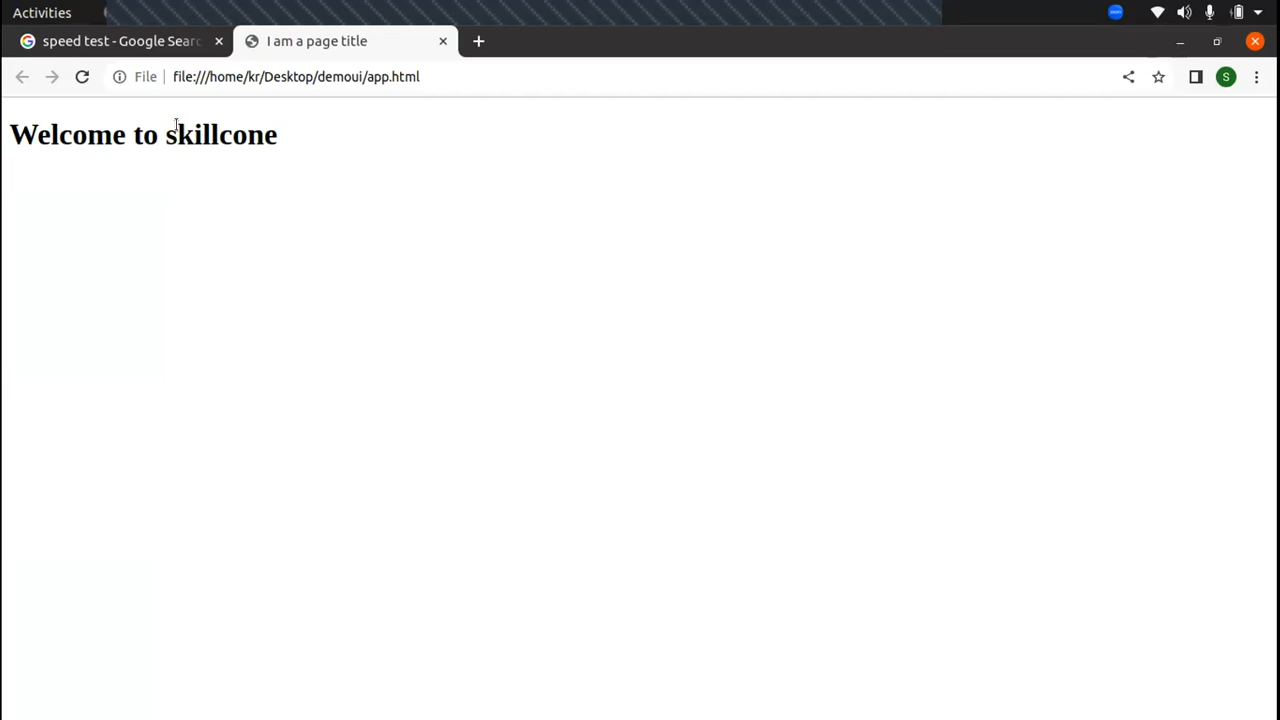 Activities
speed test - Google Searc
I am a page title
File
file:///home/kr/Desktop/demoui/app.html
S
Welcome to skillcone